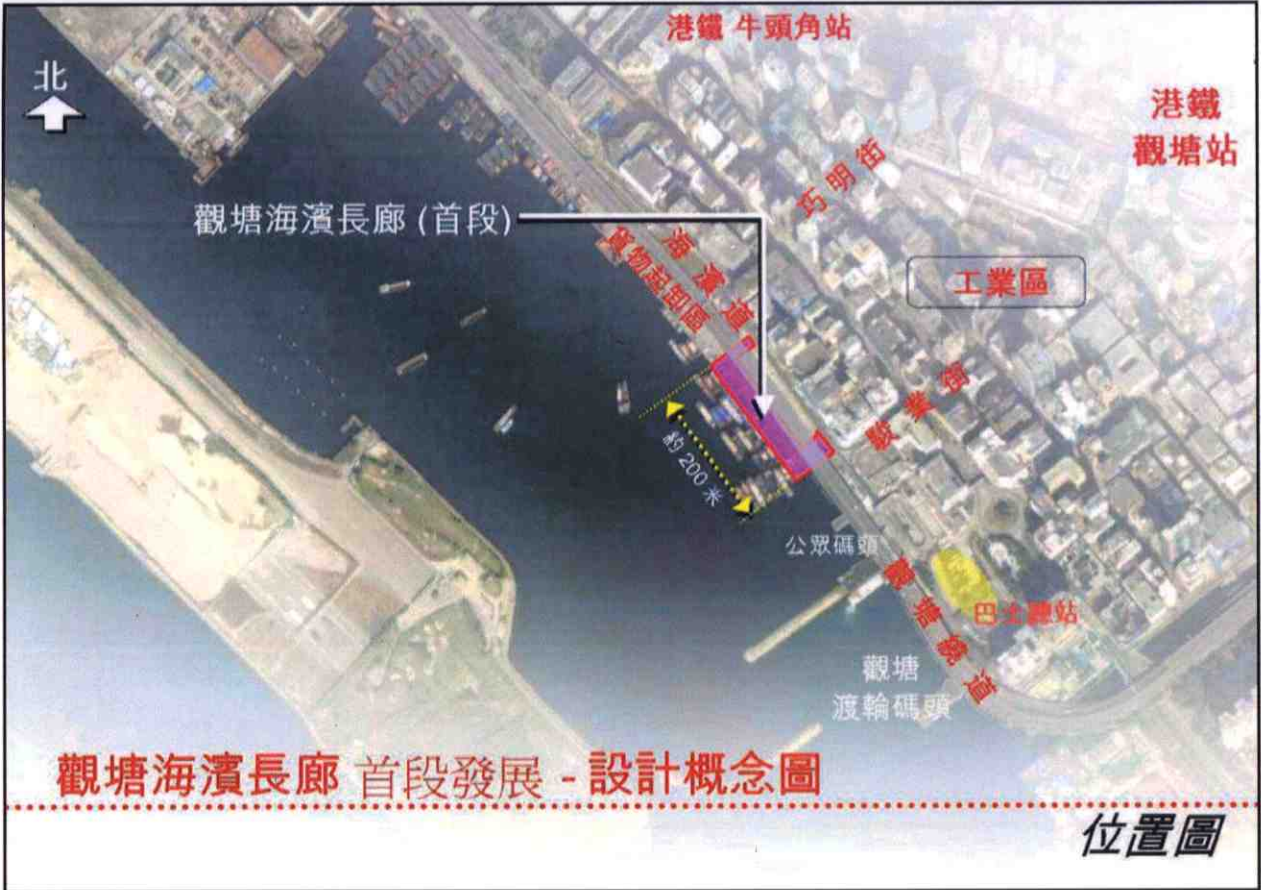 港鐵 牛頭角站
北
港鐵
觀塘站
巧明街
觀塘海濱長廊 (首段)
海濱道
貨物起卸區
工業區
駿業街
約 200 米
公眾碼頭
觀塘繞道
巴士總站
觀塘
渡輪碼頭
觀塘海濱長廊 首段發展 - 設計概念圖
位置圖